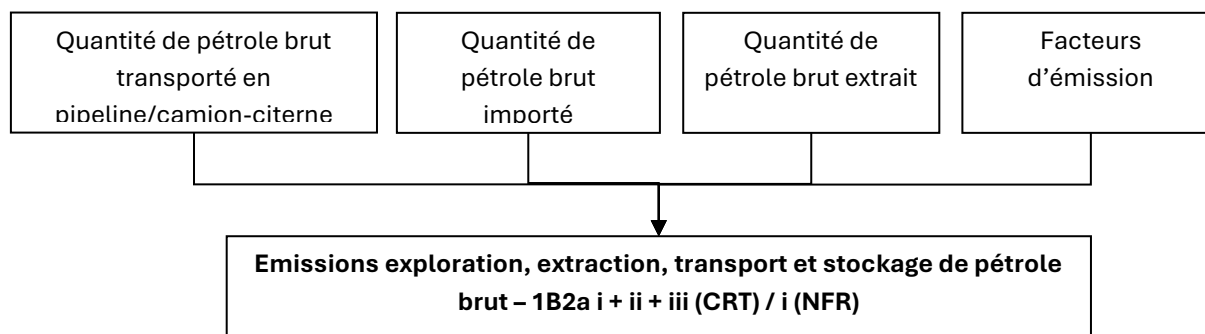 Quantité de pétrole brut
transporté en
pipeline/camion-citerne
Quantité de
pétrole brut
importé
Quantité de
pétrole brut extrait
Facteurs
d’émission
Emissions exploration, extraction, transport et stockage de pétrole
brut – 1B2a i + ii + iii (CRT) / i (NFR)